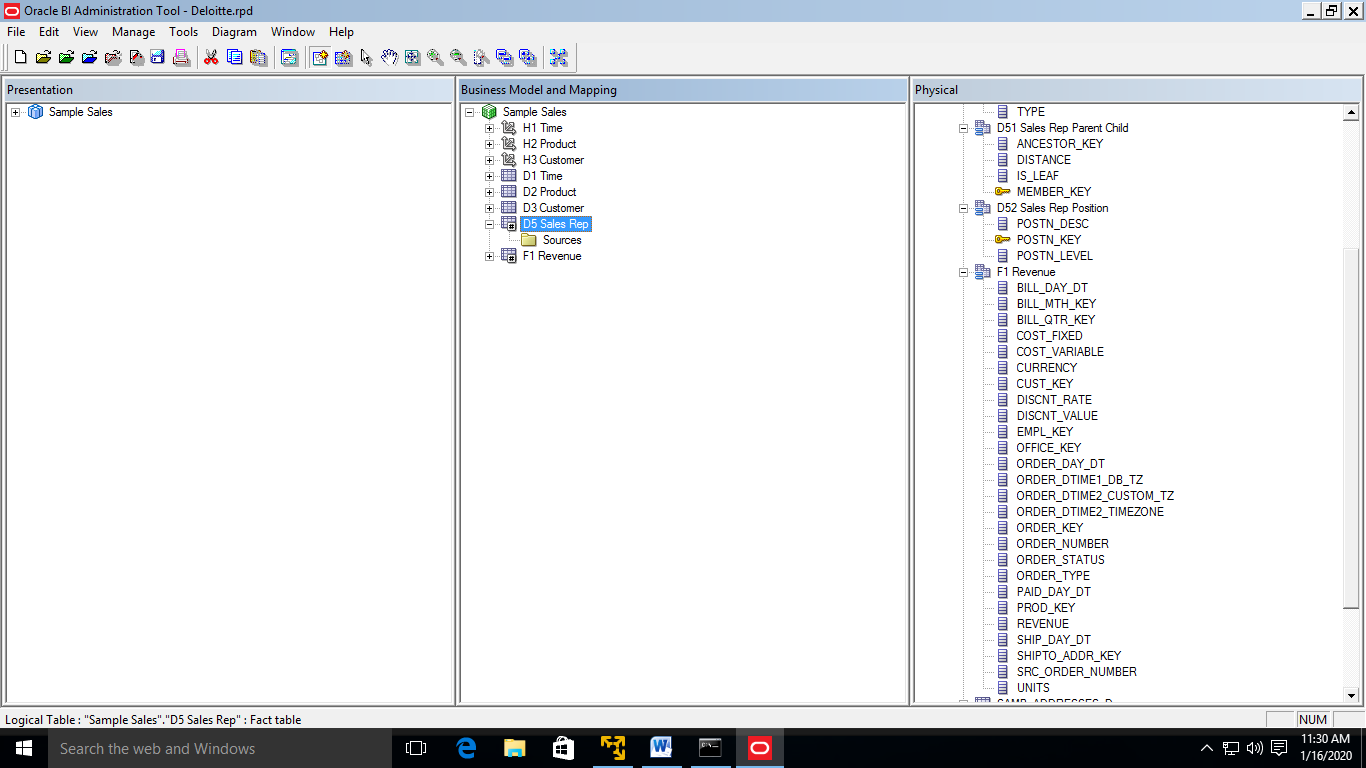 Oracle BI Administration Tool - Deloitte.rpd
File Edit View Manage Tools Diagram Window Help
Presentation
Sample Sales
Business Model and Mapping
Sample Sales
H1 Time
H2 Product
H3 Customer
D1 Time
D2 Product
D3 Customer
D5 Sales Rep
Sources
F1 Revenue
Physical
TYPE
D51 Sales Rep Parent Child
ANCESTOR_KEY
DISTANCE
IS_LEAF
MEMBER_KEY
D52 Sales Rep Position
POSTN_DESC
POSTN_KEY
POSTN_LEVEL
F1 Revenue
BILL_DAY_DT
BILL_MTH_KEY
BILL_QTR_KEY
COST_FIXED
COST_VARIABLE
CURRENCY
CUST_KEY
DISCNT_RATE
DISCNT_VALUE
EMPL_KEY
OFFICE_KEY
ORDER_DAY_DT
ORDER_DTIME1_DB_TZ
ORDER_DTIME2_CUSTOM_TZ
ORDER_DTIME2_TIMEZONE
ORDER_KEY
ORDER_NUMBER
ORDER_STATUS
ORDER_TYPE
PAID_DAY_DT
PROD_KEY
REVENUE
SHIP_DAY_DT
SHIPTO_ADDR_KEY
SRC_ORDER_NUMBER
UNITS
Logical Table : "Sample Sales"."D5 Sales Rep" : Fact table
NUM
Search the web and Windows
11:30 AM
1/16/2020